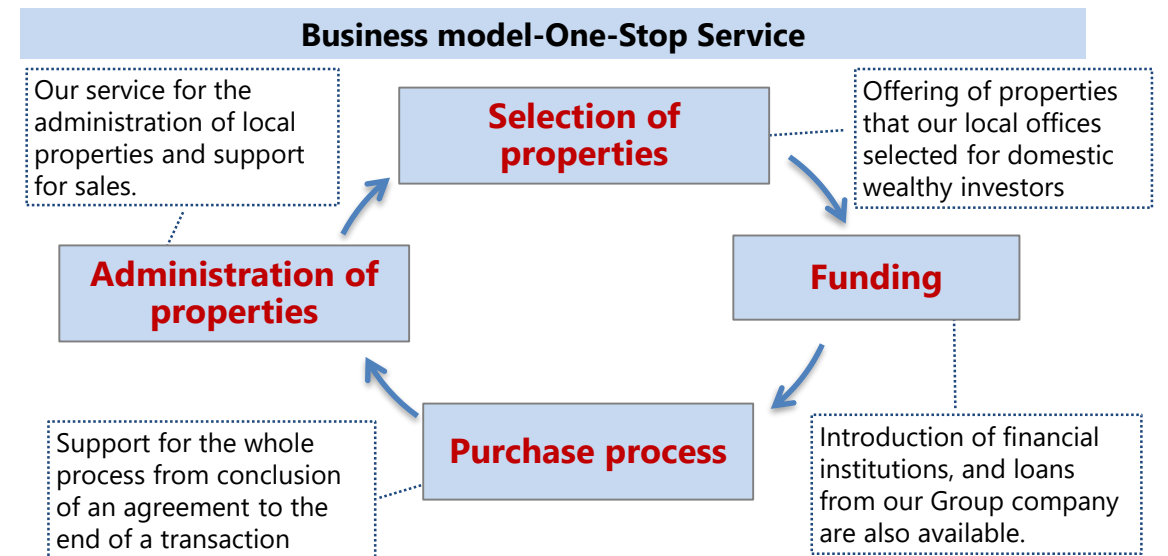 Business model-One-Stop Service
Our service for the
administration of local
properties and support
for sales.
Selection of
properties
Offering of properties
that our local offices
selected for domestic
wealthy investors
Administration of
properties
Funding
Purchase process
Support for the whole
process from conclusion
of an agreement to the
end of a transaction
Introduction of financial
institutions, and loans
from our Group company
are also available.